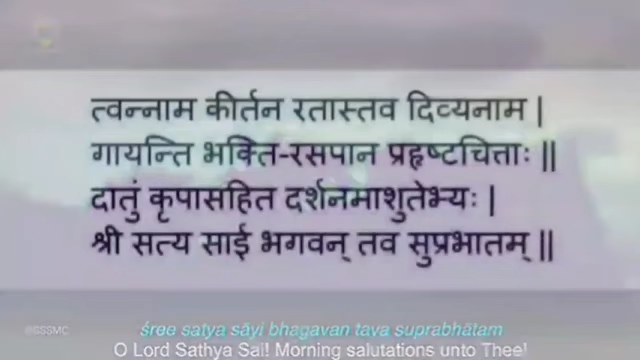 त्वन्नाम कीर्तन रतास्तव दिव्यनाम |
गायन्ति भक्ति-रसपान प्रहृष्टचित्ताः ||
दातुं कृपासहित दर्शनमाशुतेभ्यः |
श्री सत्य साई भगवन् तव सुप्रभातम् ||
@SSSMC
śree satya sāyi bhagavan tava suprabhātam
O Lord Sathya Sai! Morning salutations unto Thee!